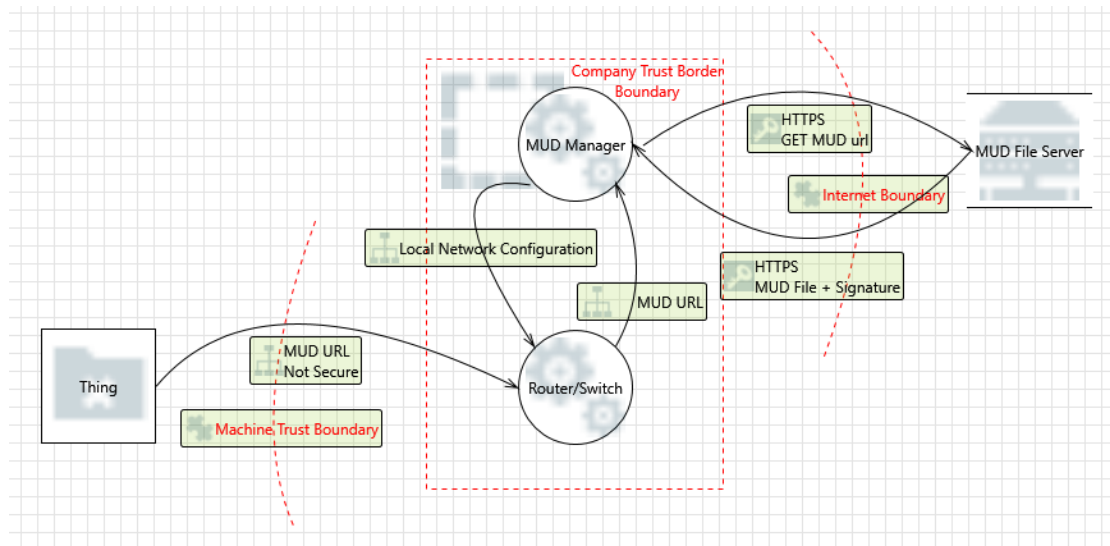 Company Trust Border
Boundary
MUD Manager
HTTPS
GET MUD url
MUD File Server
Internet Boundary
Local Network Configuration
HTTPS
MUD File + Signature
MUD URL
MUD URL
Not Secure
Thing
Router/Switch
Machine Trust Boundary